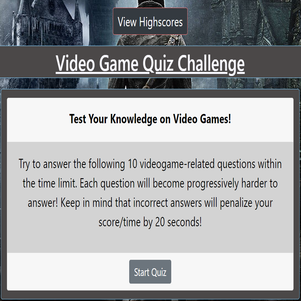 View Highscores
Video Game Quiz Challenge
Test Your Knowledge on Video Games!
Try to answer the following 10 videogame-related questions within
the time limit. Each question will become progressively harder to
answer! Keep in mind that incorrect answers will penalize your
score/time by 20 seconds!
Start Quiz